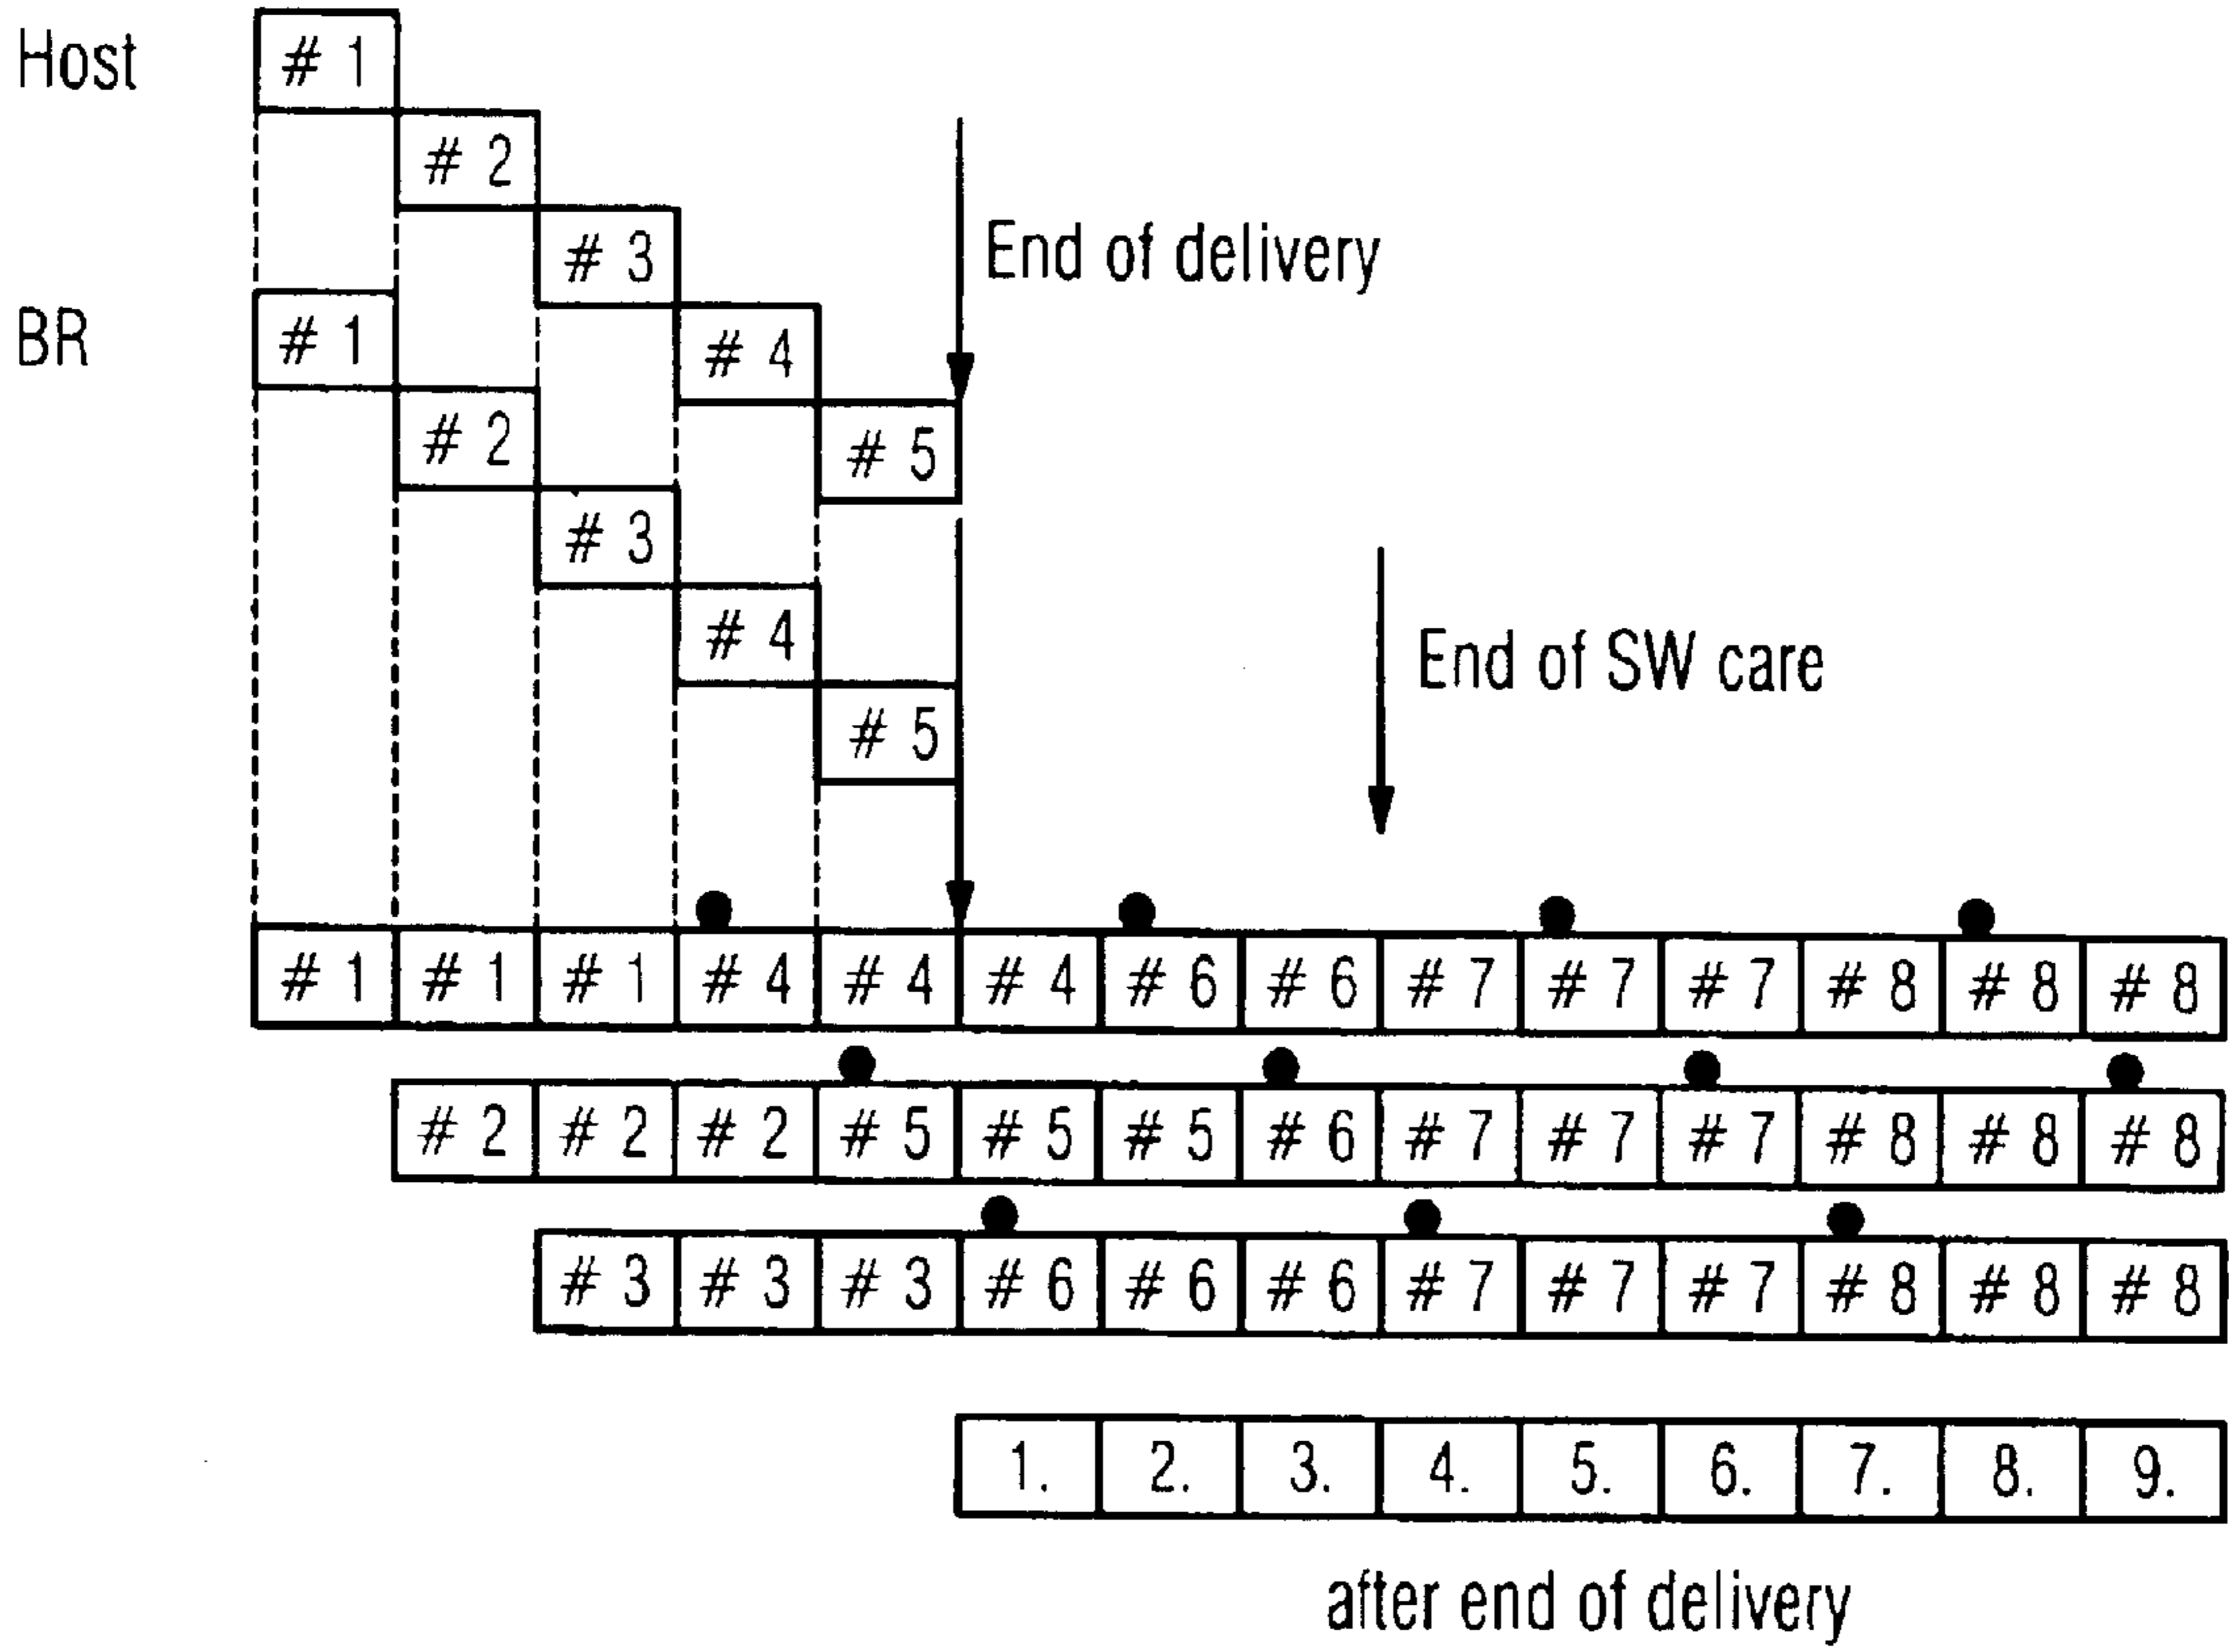 Host # 1
# 2
# 3
End of delivery
BR # 1
# 4
# 2
# 5
# 3
# 4
End of SW care
# 5
# 1 # 1 # 1 # 4 # 4 # 4 # 6 # 6 # 7 # 7 # 7 # 8 # 8 # 8
# 2 # 2 # 2 # 5 # 5 # 5 # 6 # 7 # 7 # 7 # 8 # 8 # 8
# 3 # 3 # 3 # 6 # 6 # 6 # 7 # 7 # 7 # 8 # 8 # 8
1. 2. 3. 4. 5. 6. 7. 8. 9.
after end of delivery